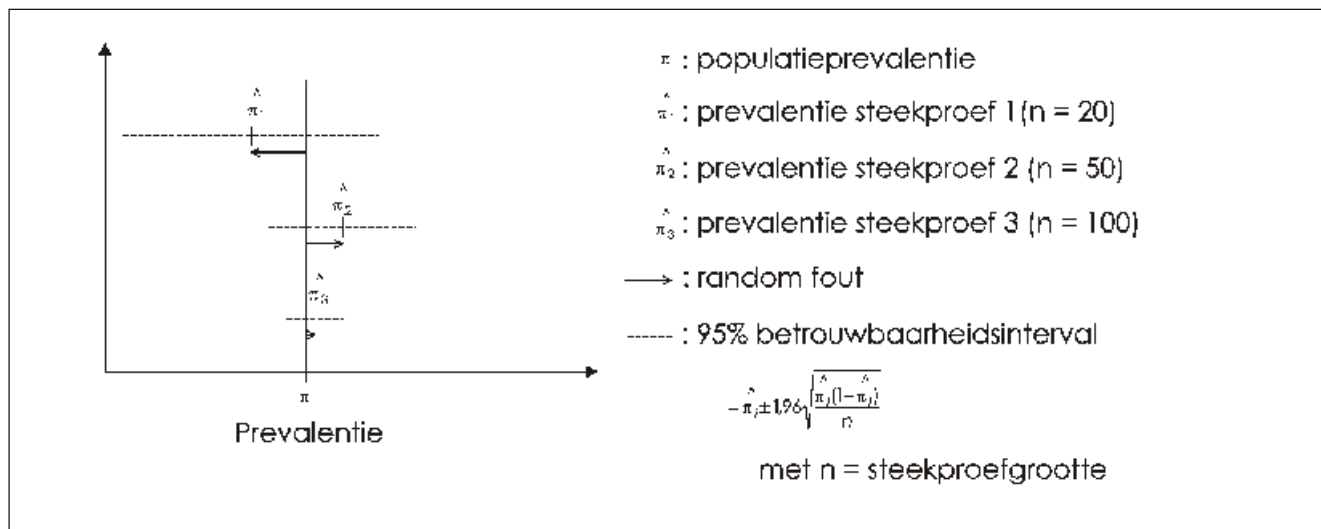 π̂₁
π̂₂
π̂₃
π
Prevalentie
π : populatieprevalentie
π̂₁ : prevalentie steekproef 1 (n = 20)
π̂₂ : prevalentie steekproef 2 (n = 50)
π̂₃ : prevalentie steekproef 3 (n = 100)
→ : random fout
------ : 95% betrouwbaarheidsinterval
– π̂ᵢ ± 1,96√(π̂ᵢ(1–π̂ᵢ)/n)
met n = steekproefgrootte